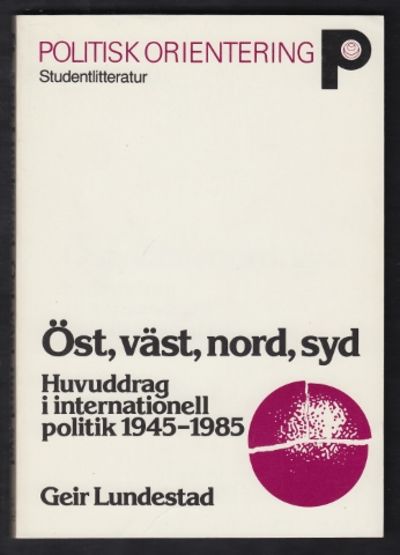 POLITISK ORIENTERING
Studentlitteratur
Öst, väst, nord, syd
Huvuddrag
i internationell
politik 1945–1985
Geir Lundestad